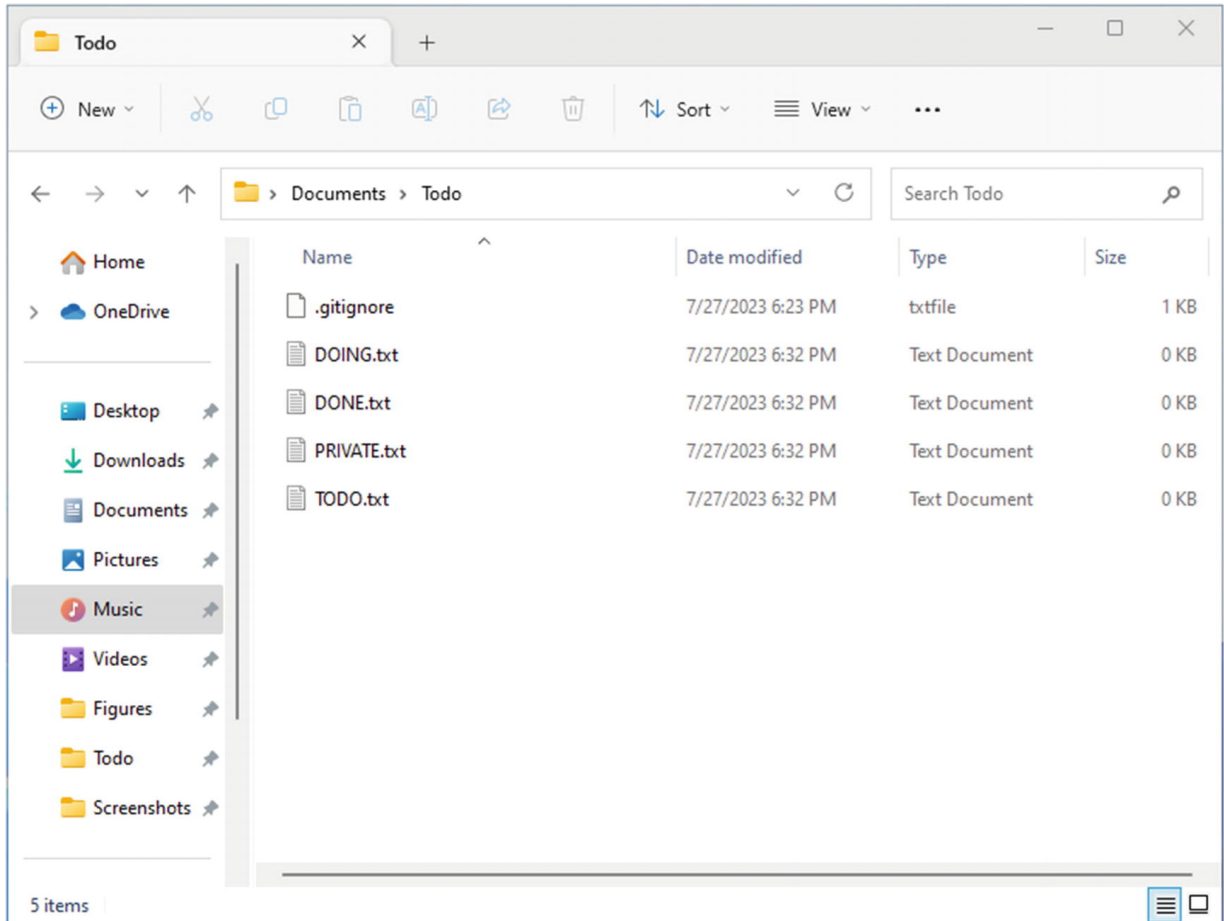 Todo
New Sort View
Documents > Todo Search Todo
Home
OneDrive
Desktop
Downloads
Documents
Pictures
Music
Videos
Figures
Todo
Screenshots
Name Date modified Type Size
.gitignore 7/27/2023 6:23 PM txtfile 1 KB
DOING.txt 7/27/2023 6:32 PM Text Document 0 KB
DONE.txt 7/27/2023 6:32 PM Text Document 0 KB
PRIVATE.txt 7/27/2023 6:32 PM Text Document 0 KB
TODO.txt 7/27/2023 6:32 PM Text Document 0 KB
5 items